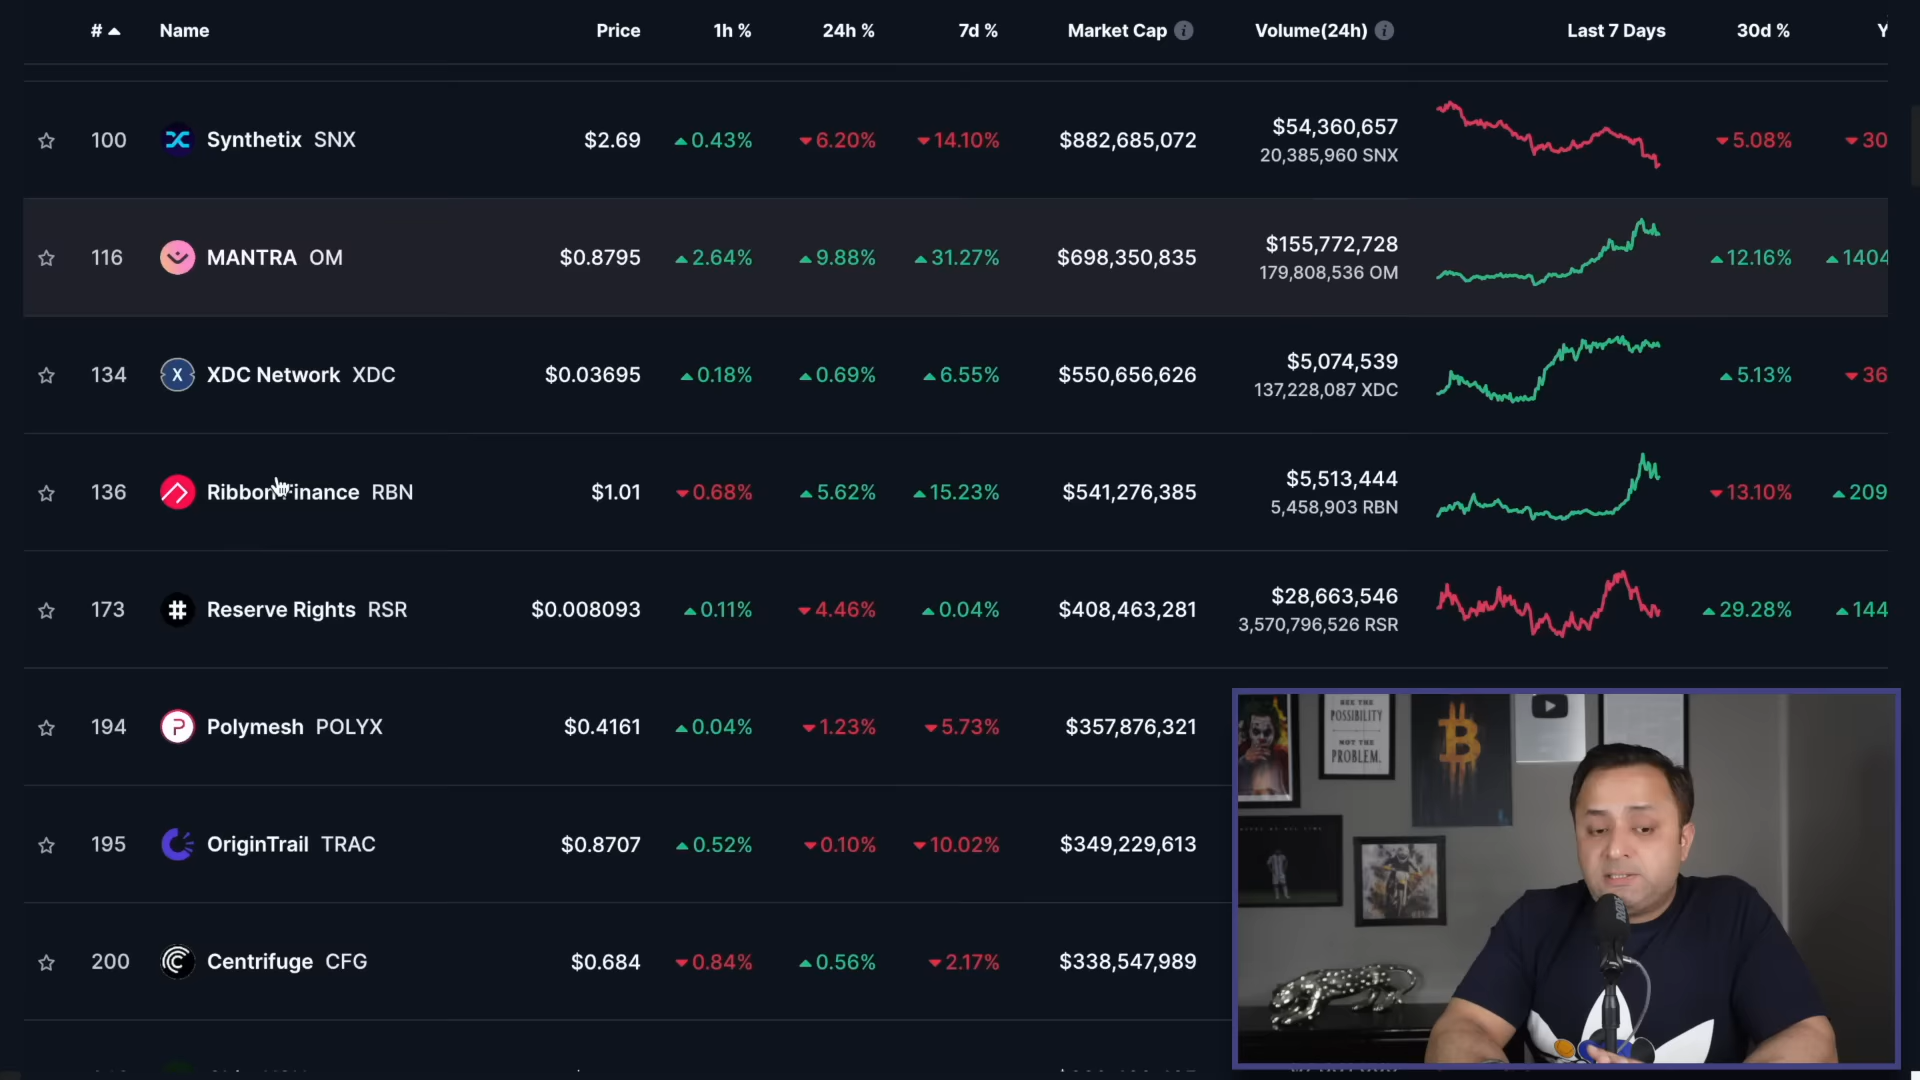 # Name Price 1h % 24h % 7d % Market Cap Volume(24h) Last 7 Days 30d % Y
100 Synthetix SNX $2.69 0.43% 6.20% 14.10% $882,685,072 $54,360,657 5.08% 30
20,385,960 SNX
116 MANTRA OM $0.8795 2.64% 9.88% 31.27% $698,350,835 $155,772,728 12.16% 1404
179,808,536 OM
134 XDC Network XDC $0.03695 0.18% 0.69% 6.55% $550,656,626 $5,074,539 5.13% 36
137,228,087 XDC
136 Ribbon Finance RBN $1.01 0.68% 5.62% 15.23% $541,276,385 $5,513,444 13.10% 209
5,458,903 RBN
173 Reserve Rights RSR $0.008093 0.11% 4.46% 0.04% $408,463,281 $28,663,546 29.28% 144
3,570,796,526 RSR
194 Polymesh POLYX $0.4161 0.04% 1.23% 5.73% $357,876,321
195 OriginTrail TRAC $0.8707 0.52% 0.10% 10.02% $349,229,613
200 Centrifuge CFG $0.684 0.84% 0.56% 2.17% $338,547,989
SEE THE
POSSIBILITY
NOT THE
PROBLEM.